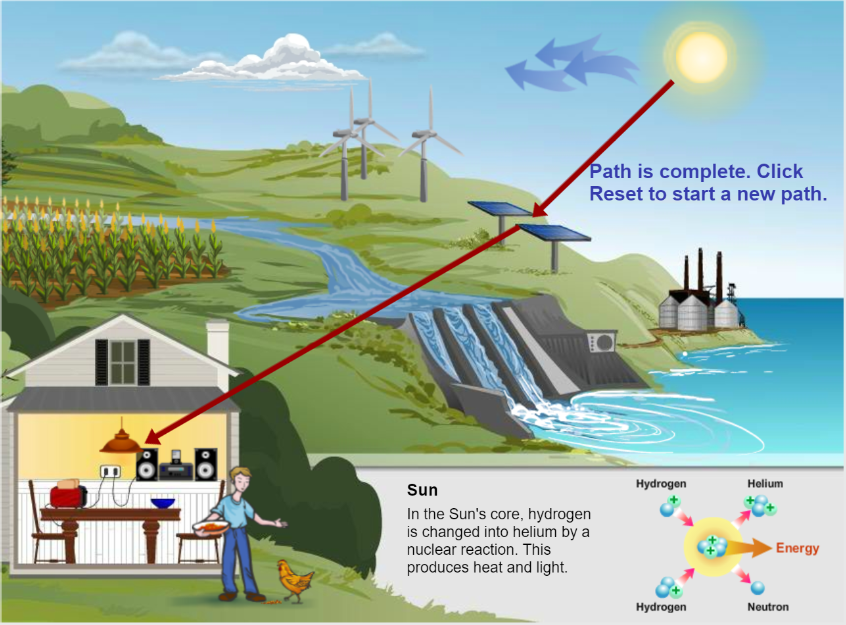 Path is complete. Click
Reset to start a new path.
Sun
In the Sun's core, hydrogen
is changed into helium by a
nuclear reaction. This
produces heat and light.
Hydrogen
Helium
Energy
Hydrogen
Neutron